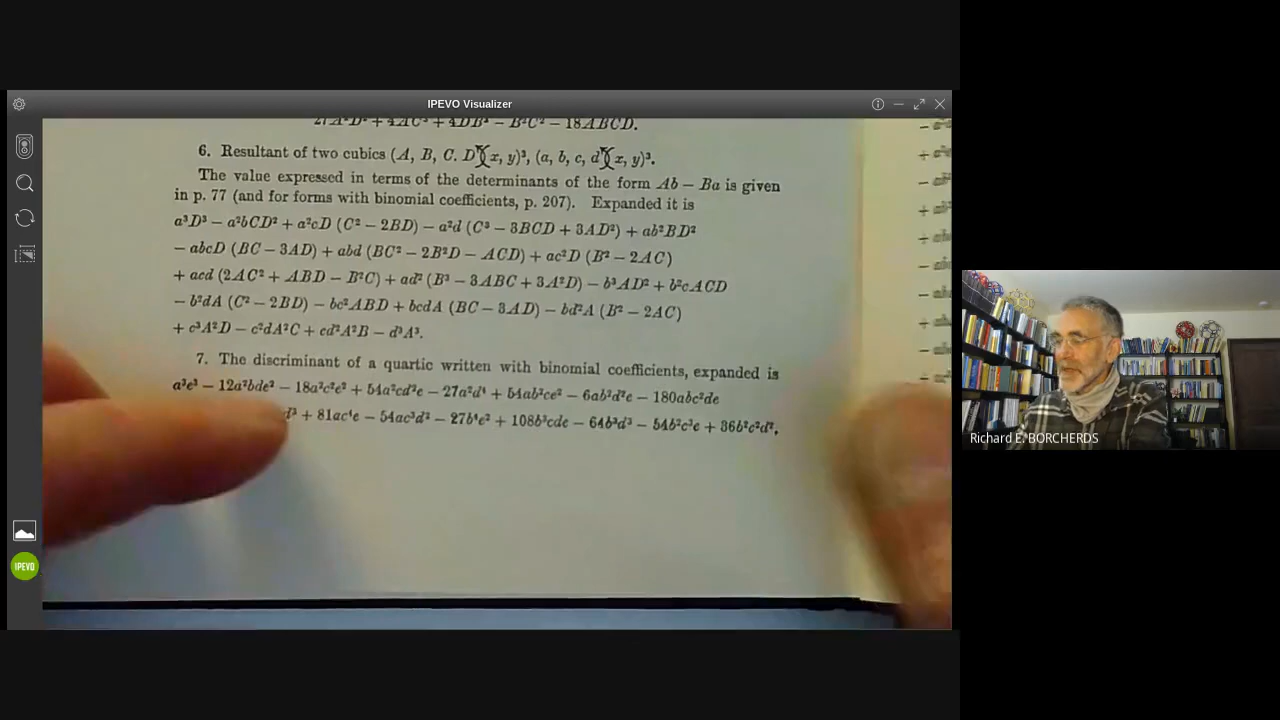 IPEVO Visualizer
27A²D² + 4AC³ + 4DB³ − B²C² − 18ABCD.
6. Resultant of two cubics (A, B, C. D)(x, y)³, (a, b, c, d)(x, y)³.
The value expressed in terms of the determinants of the form Ab − Ba is given
in p. 77 (and for forms with binomial coefficients, p. 207). Expanded it is
a³D³ − a²bCD² + a²cD (C² − 2BD) − a²d (C³ − 3BCD + 3AD²) + ab²BD²
− abcD (BC − 3AD) + abd (BC² − 2B²D − ACD) + ac²D (B² − 2AC)
+ acd (2AC² + ABD − B²C) + ad² (B³ − 3ABC + 3A²D) − b³AD² + b²cACD
− b²dA (C² − 2BD) − bc²ABD + bcdA (BC − 3AD) − bd²A (B² − 2AC)
+ c³A²D − c²dA²C + cd²A²B − d³A³.
7. The discriminant of a quartic written with binomial coefficients, expanded is
a³e³ − 12a²bde² − 18a²c²e² + 54a²cd²e − 27a²d⁴ + 54ab²ce² − 6ab²d²e − 180abc²de
d³ + 81ac⁴e − 54ac³d² − 27b⁴e² + 108b³cde − 64b³d³ − 54b²c³e + 36b²c²d²,
IPEVO
Richard E. BORCHERDS